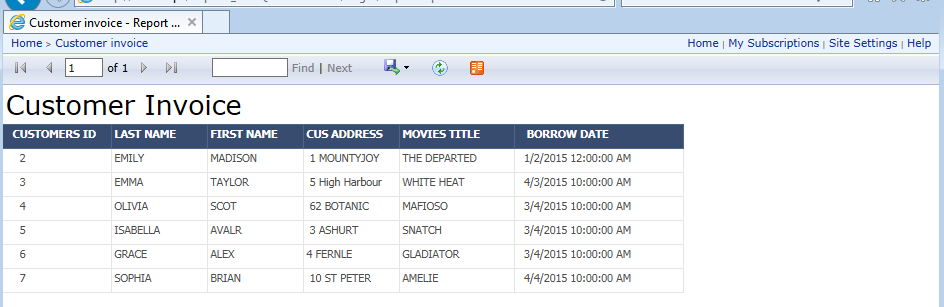 Customer invoice - Report ...
Home > Customer invoice
Home | My Subscriptions | Site Settings | Help
1 of 1 Find | Next
Customer Invoice
CUSTOMERS ID LAST NAME FIRST NAME CUS ADDRESS MOVIES TITLE BORROW DATE
2 EMILY MADISON 1 MOUNTYJOY THE DEPARTED 1/2/2015 12:00:00 AM
3 EMMA TAYLOR 5 High Harbour WHITE HEAT 4/3/2015 10:00:00 AM
4 OLIVIA SCOT 62 BOTANIC MAFIOSO 3/4/2015 10:00:00 AM
5 ISABELLA AVALR 3 ASHURT SNATCH 3/4/2015 10:00:00 AM
6 GRACE ALEX 4 FERNLE GLADIATOR 3/4/2015 10:00:00 AM
7 SOPHIA BRIAN 10 ST PETER AMELIE 4/4/2015 10:00:00 AM